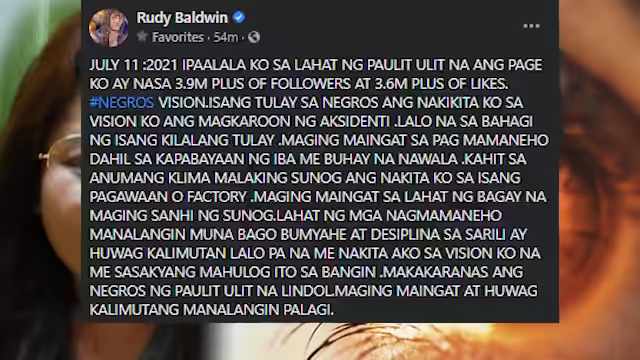 Rudy Baldwin
Favorites · 54m ·
JULY 11 :2021 IPAALALA KO SA LAHAT NG PAULIT ULIT NA ANG PAGE
KO AY NASA 3.9M PLUS OF FOLLOWERS AT 3.6M PLUS OF LIKES.
#NEGROS VISION.ISANG TULAY SA NEGROS ANG NAKIKITA KO SA
VISION KO ANG MAGKAROON NG AKSIDENTI .LALO NA SA BAHAGI
NG ISANG KILALANG TULAY .MAGING MAINGAT SA PAG MAMANEHO
DAHIL SA KAPABAYAAN NG IBA ME BUHAY NA NAWALA .KAHIT SA
ANUMANG KLIMA MALAKING SUNOG ANG NAKITA KO SA ISANG
PAGAWAAN O FACTORY .MAGING MAINGAT SA LAHAT NG BAGAY NA
MAGING SANHI NG SUNOG.LAHAT NG MGA NAGMAMANEHO
MANALANGIN MUNA BAGO BUMYAHE AT DESIPLINA SA SARILI AY
HUWAG KALIMUTAN LALO PA NA ME NAKITA AKO SA VISION KO NA
ME SASAKYANG MAHULOG ITO SA BANGIN .MAKAKARANAS ANG
NEGROS NG PAULIT ULIT NA LINDOL.MAGING MAINGAT AT HUWAG
KALIMUTANG MANALANGIN PALAGI.